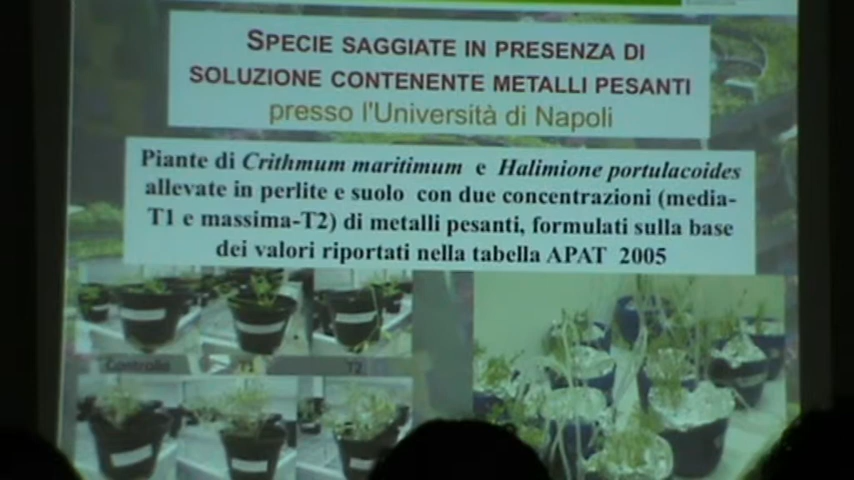 SPECIE SAGGIATE IN PRESENZA DI
SOLUZIONE CONTENENTE METALLI PESANTI
presso l'Università di Napoli
Piante di Crithmum maritimum e Halimione portulacoides
allevate in perlite e suolo con due concentrazioni (media-
T1 e massima-T2) di metalli pesanti, formulati sulla base
dei valori riportati nella tabella APAT 2005
Controllo T1 T2